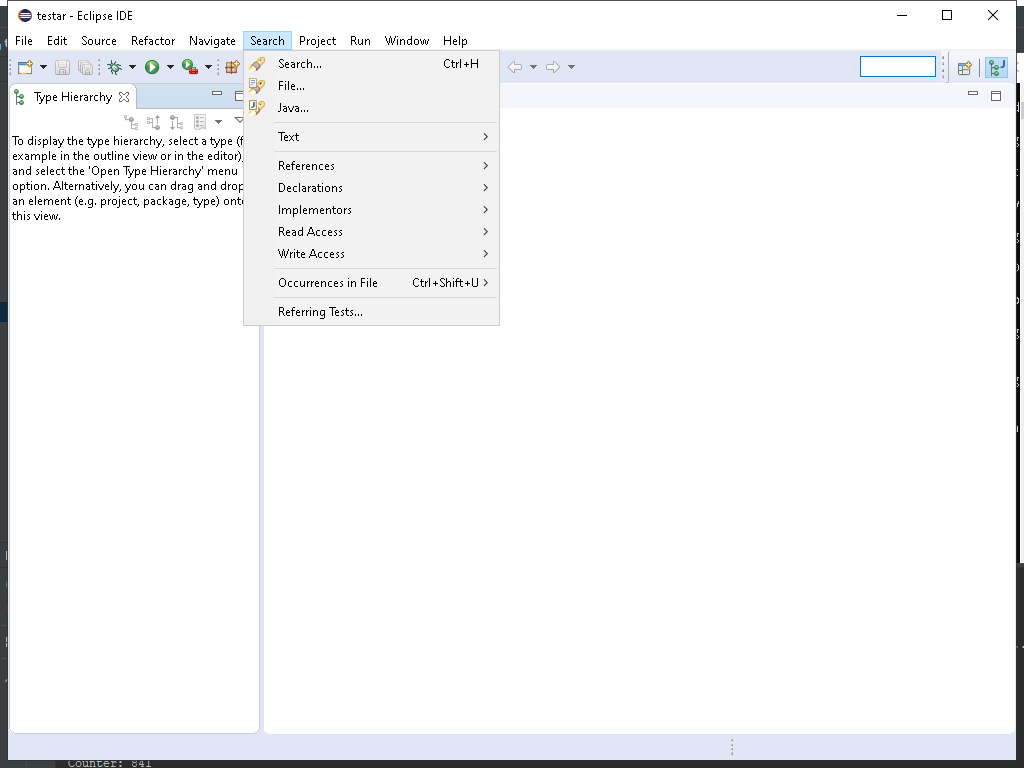 testar - Eclipse IDE
File Edit Source Refactor Navigate Search Project Run Window Help
Type Hierarchy
To display the type hierarchy, select a type (f
example in the outline view or in the editor),
and select the 'Open Type Hierarchy' menu
option. Alternatively, you can drag and drop
an element (e.g. project, package, type) onto
this view.
Search... Ctrl+H
File...
Java...
Text
References
Declarations
Implementors
Read Access
Write Access
Occurrences in File Ctrl+Shift+U
Referring Tests...
Counter: 841